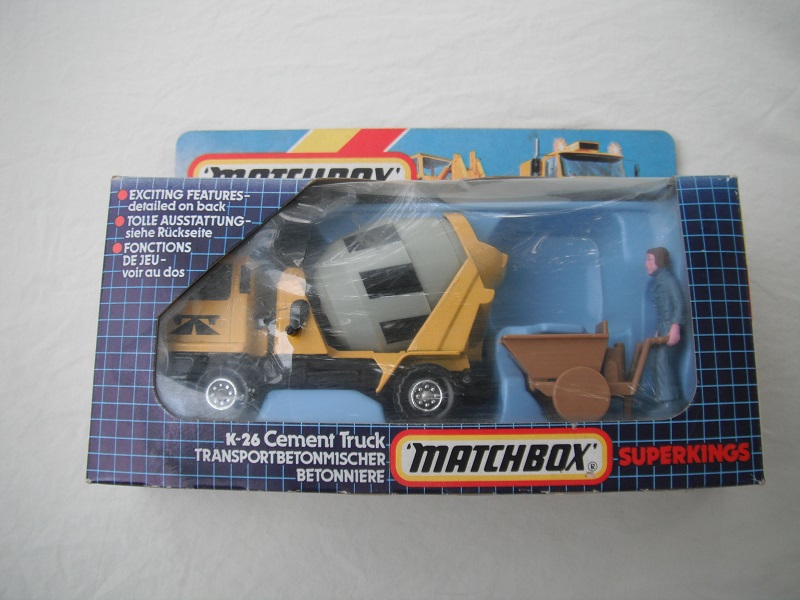 'MATCHBOX'
EXCITING FEATURES-
detailed on back
TOLLE AUSSTATTUNG-
siehe Rückseite
FONCTIONS
DE JEU-
voir au dos
K-26 Cement Truck
TRANSPORTBETONMISCHER
BETONNIERE
'MATCHBOX' ®
SUPERKINGS